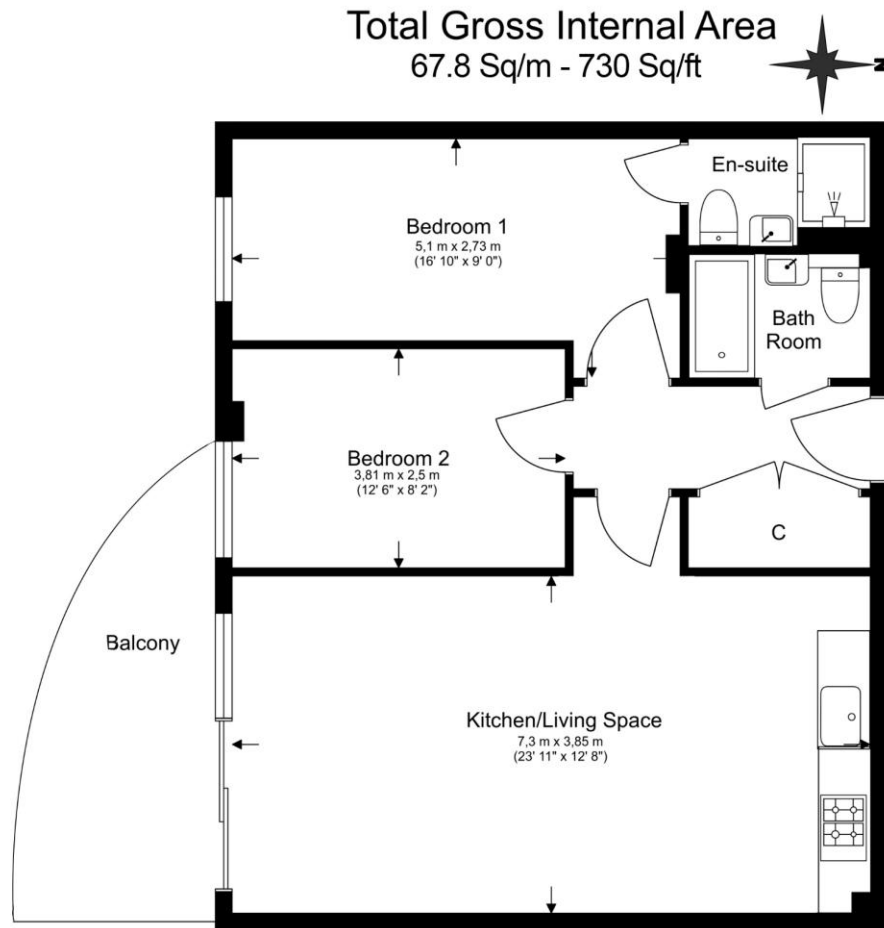 Total Gross Internal Area
67.8 Sq/m - 730 Sq/ft
N
En-suite
Bedroom 1
5,1 m x 2,73 m
(16' 10" x 9' 0")
Bath
Room
Bedroom 2
3,81 m x 2,5 m
(12' 6" x 8' 2")
C
Balcony
Kitchen/Living Space
7,3 m x 3,85 m
(23' 11" x 12' 8")